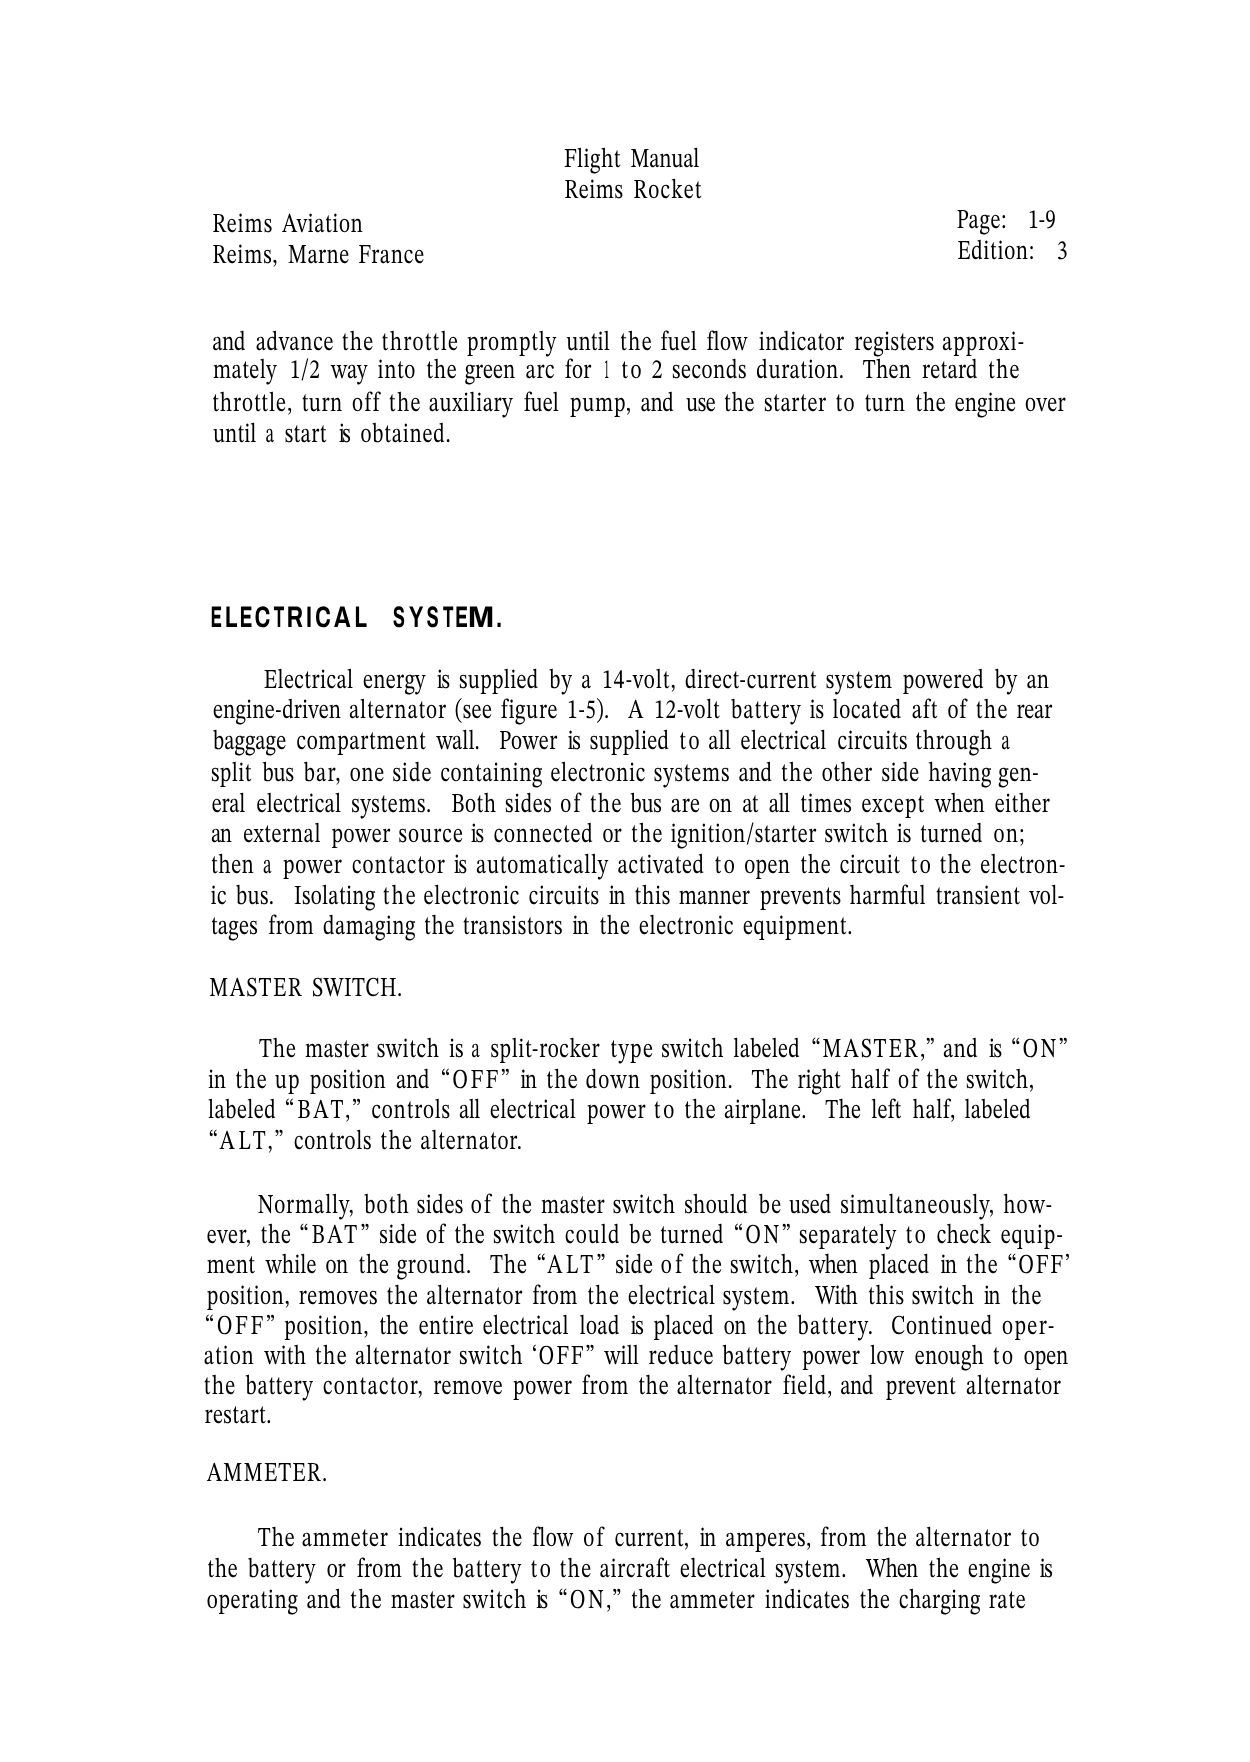 Flight Manual
Reims Rocket
Reims Aviation
Reims, Marne France
Page: 1-9
Edition: 3
and advance the throttle promptly until the fuel flow indicator registers approxi-
mately 1/2 way into the green arc for 1 to 2 seconds duration. Then retard the
throttle, turn off the auxiliary fuel pump, and use the starter to turn the engine over
until a start is obtained.
ELECTRICAL SYSTEM.
Electrical energy is supplied by a 14-volt, direct-current system powered by an
engine-driven alternator (see figure 1-5). A 12-volt battery is located aft of the rear
baggage compartment wall. Power is supplied to all electrical circuits through a
split bus bar, one side containing electronic systems and the other side having gen-
eral electrical systems. Both sides of the bus are on at all times except when either
an external power source is connected or the ignition/starter switch is turned on;
then a power contactor is automatically activated to open the circuit to the electron-
ic bus. Isolating the electronic circuits in this manner prevents harmful transient vol-
tages from damaging the transistors in the electronic equipment.
MASTER SWITCH.
The master switch is a split-rocker type switch labeled “MASTER,” and is “ON”
in the up position and “OFF” in the down position. The right half of the switch,
labeled “BAT,” controls all electrical power to the airplane. The left half, labeled
“ALT,” controls the alternator.
Normally, both sides of the master switch should be used simultaneously, how-
ever, the “BAT” side of the switch could be turned “ON” separately to check equip-
ment while on the ground. The “ALT” side of the switch, when placed in the “OFF’
position, removes the alternator from the electrical system. With this switch in the
“OFF” position, the entire electrical load is placed on the battery. Continued oper-
ation with the alternator switch ‘OFF” will reduce battery power low enough to open
the battery contactor, remove power from the alternator field, and prevent alternator
restart.
AMMETER.
The ammeter indicates the flow of current, in amperes, from the alternator to
the battery or from the battery to the aircraft electrical system. When the engine is
operating and the master switch is “ON,” the ammeter indicates the charging rate